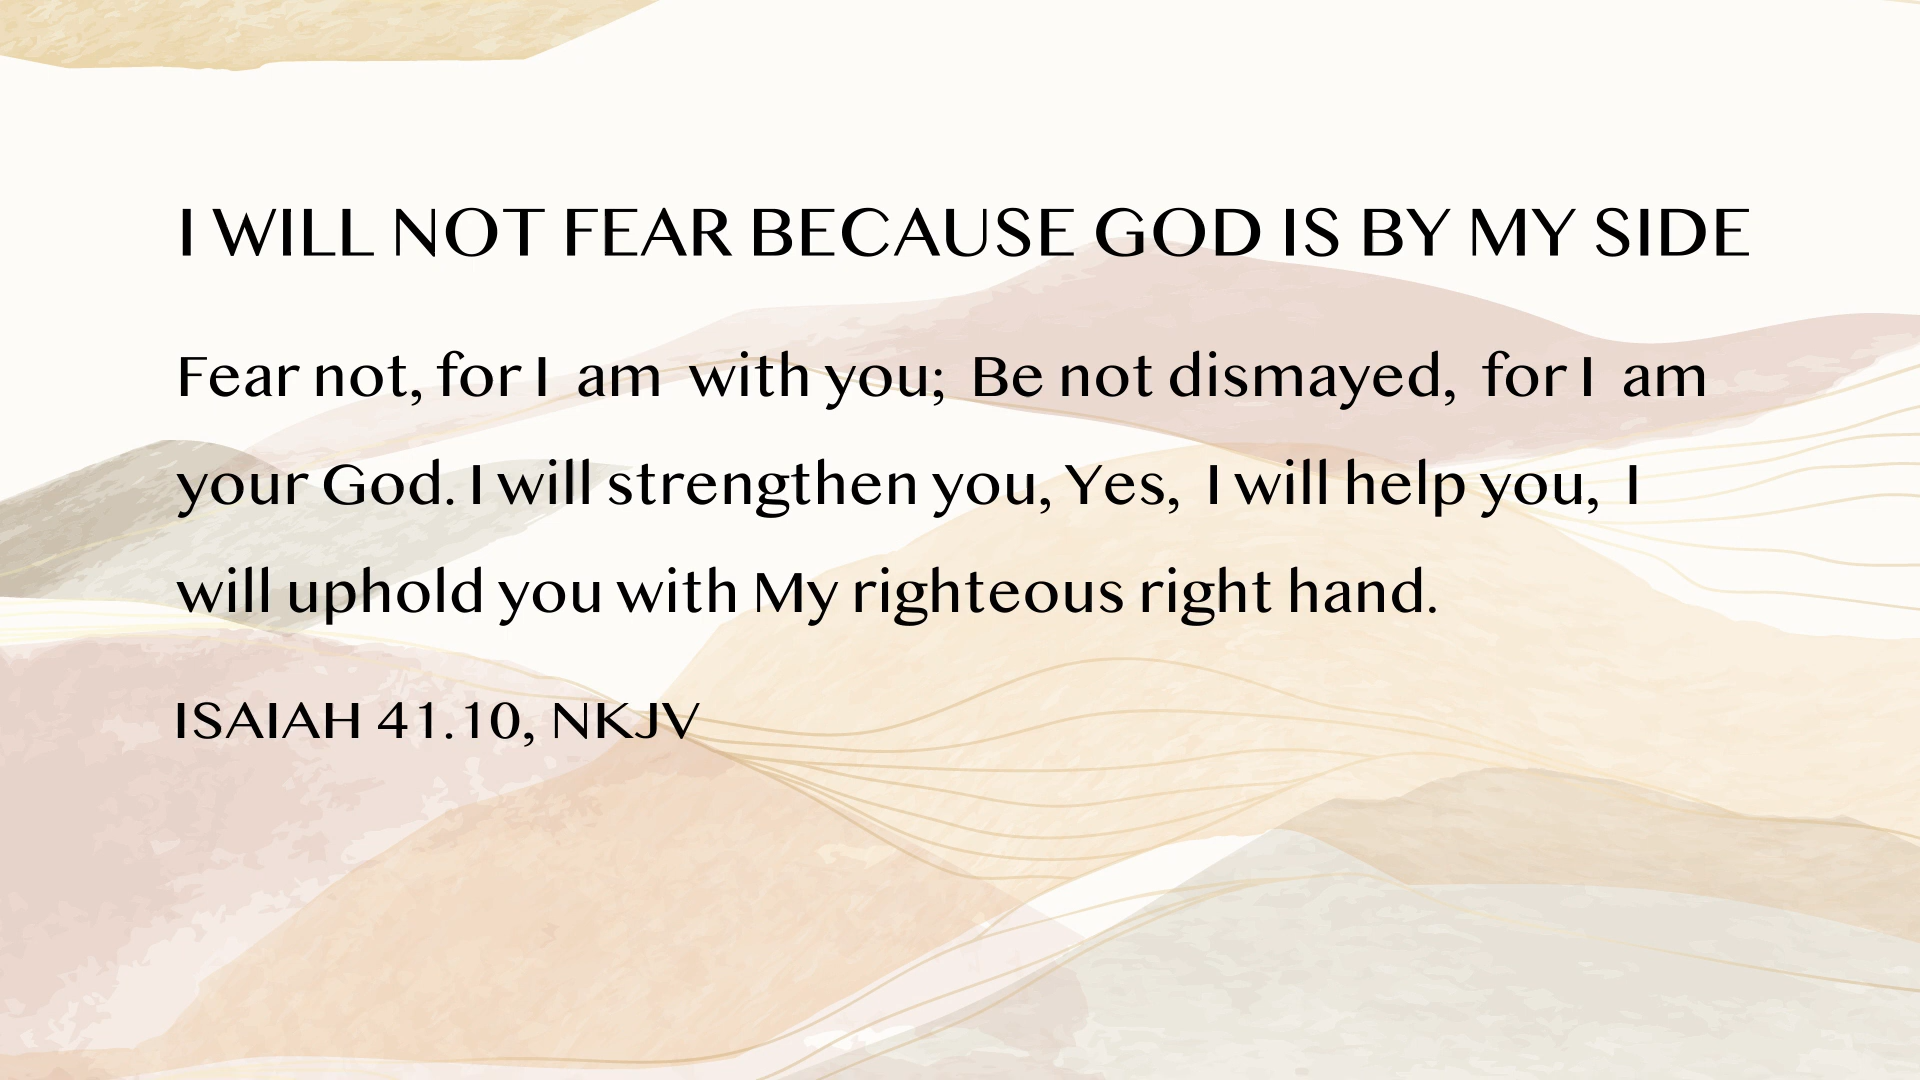 I WILL NOT FEAR BECAUSE GOD IS BY MY SIDE
Fear not, for I am with you; Be not dismayed, for I am
your God. I will strengthen you, Yes, I will help you, I
will uphold you with My righteous right hand.
ISAIAH 41.10, NKJV